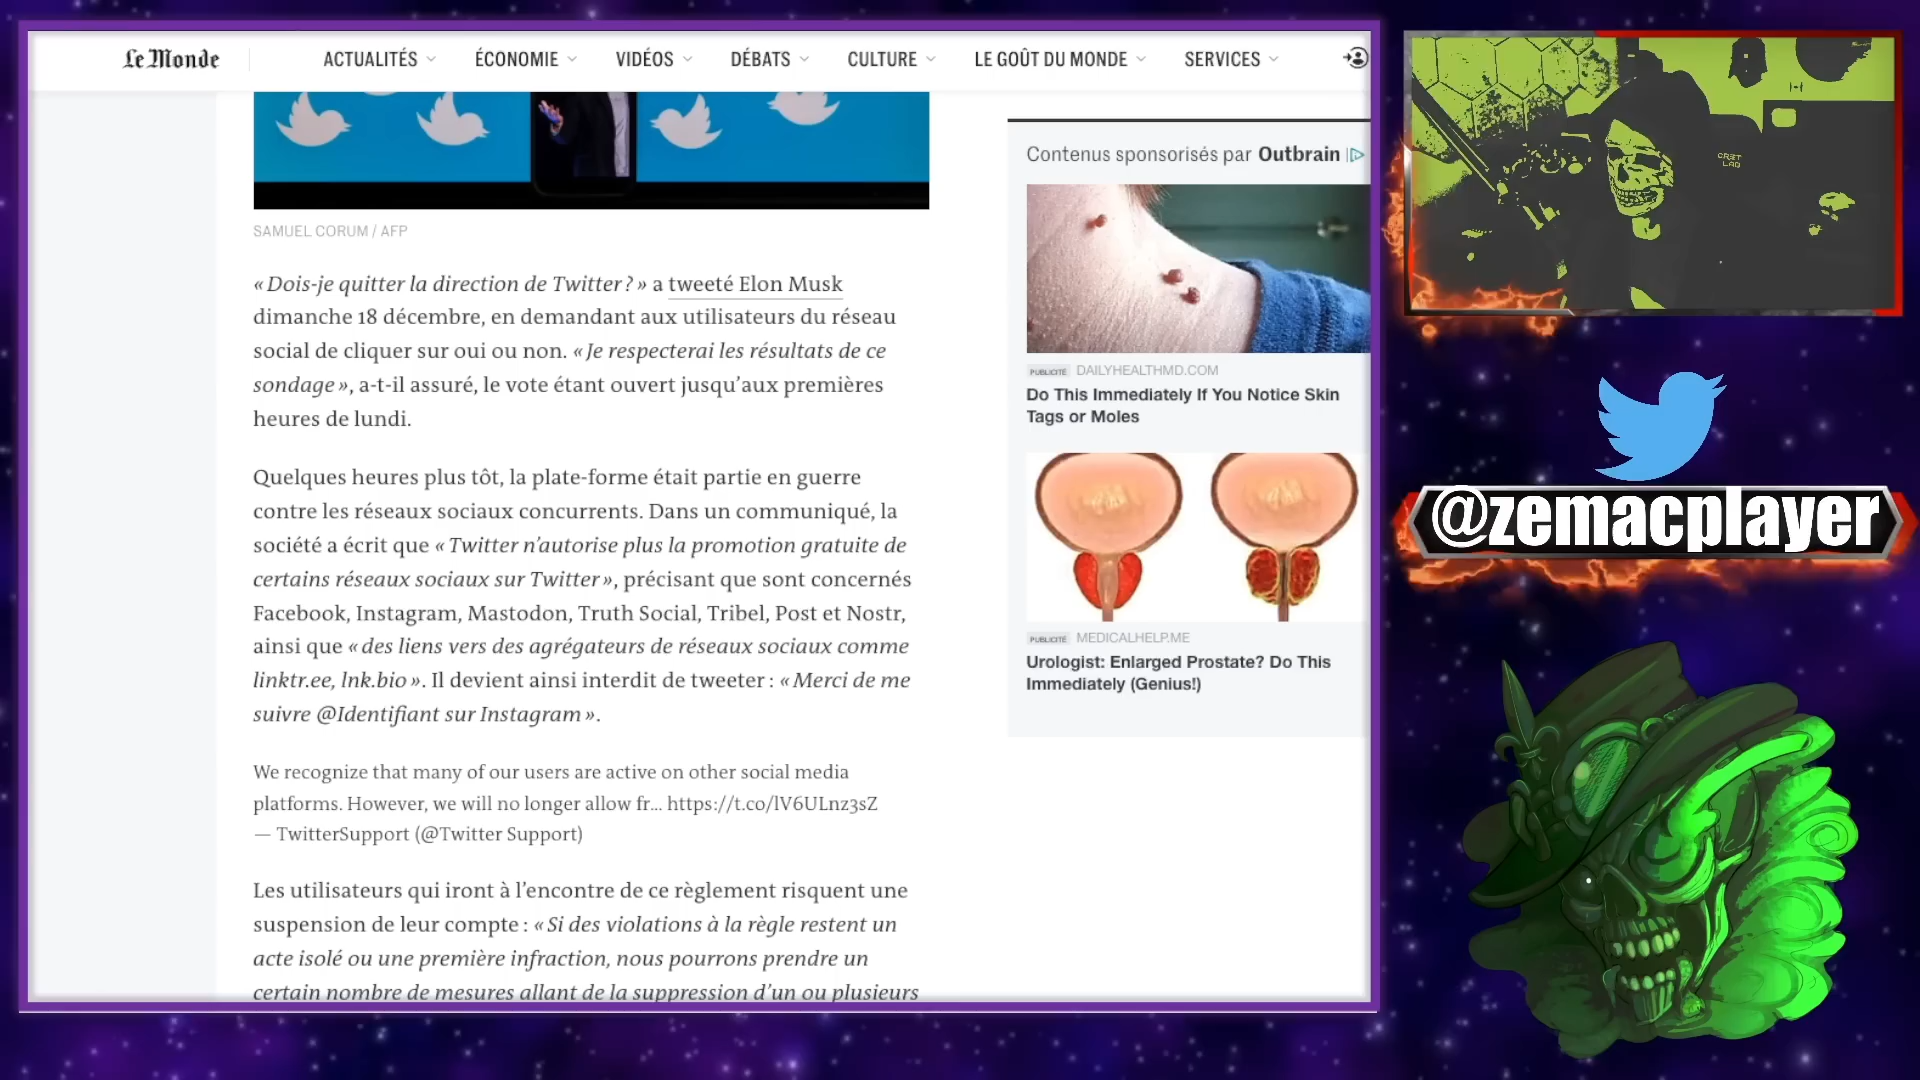 Le Monde
ACTUALITÉS
ÉCONOMIE
VIDÉOS
DÉBATS
CULTURE
LE GOÛT DU MONDE
SERVICES
SAMUEL CORUM / AFP
« Dois-je quitter la direction de Twitter ? » a tweeté Elon Musk
dimanche 18 décembre, en demandant aux utilisateurs du réseau
social de cliquer sur oui ou non. « Je respecterai les résultats de ce
sondage », a-t-il assuré, le vote étant ouvert jusqu’aux premières
heures de lundi.
Quelques heures plus tôt, la plate-forme était partie en guerre
contre les réseaux sociaux concurrents. Dans un communiqué, la
société a écrit que « Twitter n’autorise plus la promotion gratuite de
certains réseaux sociaux sur Twitter », précisant que sont concernés
Facebook, Instagram, Mastodon, Truth Social, Tribel, Post et Nostr,
ainsi que « des liens vers des agrégateurs de réseaux sociaux comme
linktr.ee, lnk.bio ». Il devient ainsi interdit de tweeter : « Merci de me
suivre @Identifiant sur Instagram ».
We recognize that many of our users are active on other social media
platforms. However, we will no longer allow fr… https://t.co/lV6ULnz3sZ
— TwitterSupport (@Twitter Support)
Les utilisateurs qui iront à l’encontre de ce règlement risquent une
suspension de leur compte : « Si des violations à la règle restent un
acte isolé ou une première infraction, nous pourrons prendre un
certain nombre de mesures allant de la suppression d’un ou plusieurs
Contenus sponsorisés par Outbrain
PUBLICITÉ DAILYHEALTHMD.COM
Do This Immediately If You Notice Skin
Tags or Moles
PUBLICITÉ MEDICALHELP.ME
Urologist: Enlarged Prostate? Do This
Immediately (Genius!)
@zemacplayer